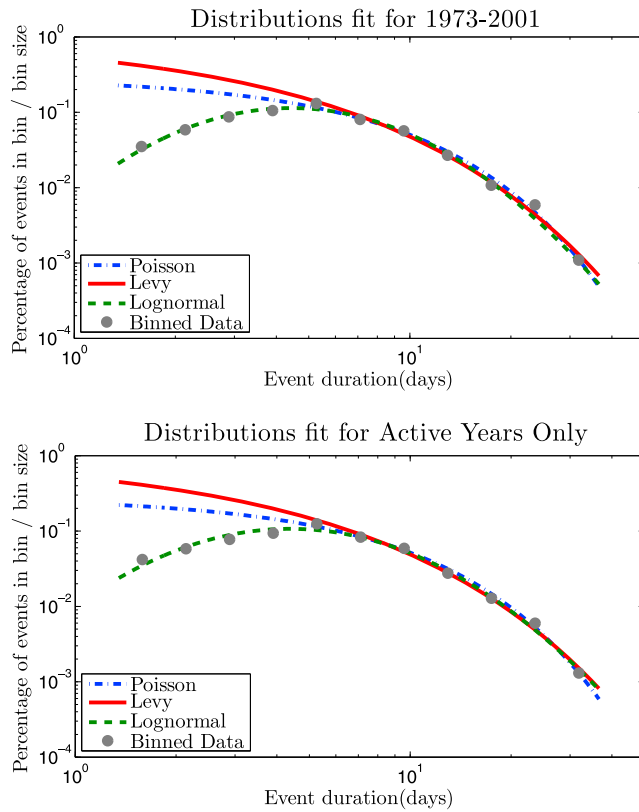 Distributions fit for 1973-2001
Percentage of events in bin / bin size
10^0
10^-1
10^-2
10^-3
10^-4
Poisson
Levy
Lognormal
Binned Data
10^0
10^1
Event duration(days)
Distributions fit for Active Years Only
Percentage of events in bin / bin size
10^0
10^-1
10^-2
10^-3
10^-4
Poisson
Levy
Lognormal
Binned Data
10^0
10^1
Event duration(days)